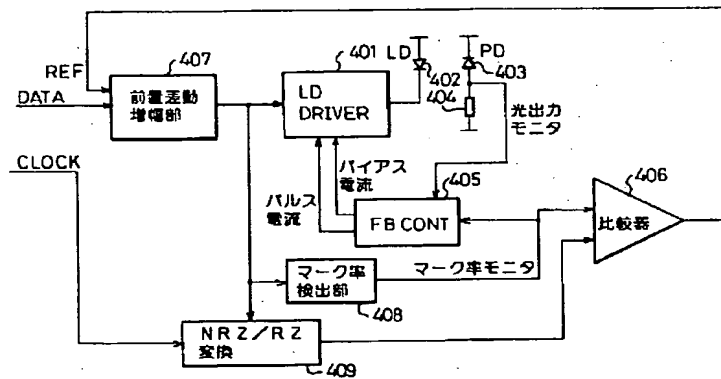 407
401
LD
PD
402
403
REF
DATA
前置差動
増幅部
LD
DRIVER
404
光出力
モニタ
CLOCK
バイアス
電流
パルス
電流
405
FB CONT
406
比較器
マーク率
検出部
マーク率モニタ
408
NRZ/RZ
変換
409